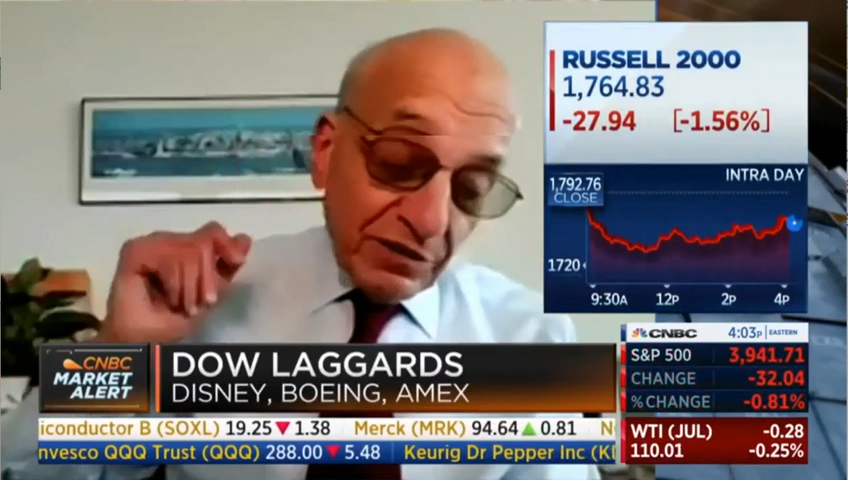 RUSSELL 2000
1,764.83
-27.94 [-1.56%]
INTRA DAY
1,792.76
CLOSE
1720
9:30A 12P 2P 4P
CNBC 4:03P EASTERN
S&P 500 3,941.71
CHANGE -32.04
% CHANGE -0.81%
WTI (JUL) -0.28
110.01 -0.25%
CNBC
MARKET
ALERT
DOW LAGGARDS
DISNEY, BOEING, AMEX
iconductor B (SOXL) 19.25 ▼ 1.38 Merck (MRK) 94.64 ▲ 0.81
nvesco QQQ Trust (QQQ) 288.00 ▼ 5.48 Keurig Dr Pepper Inc (K